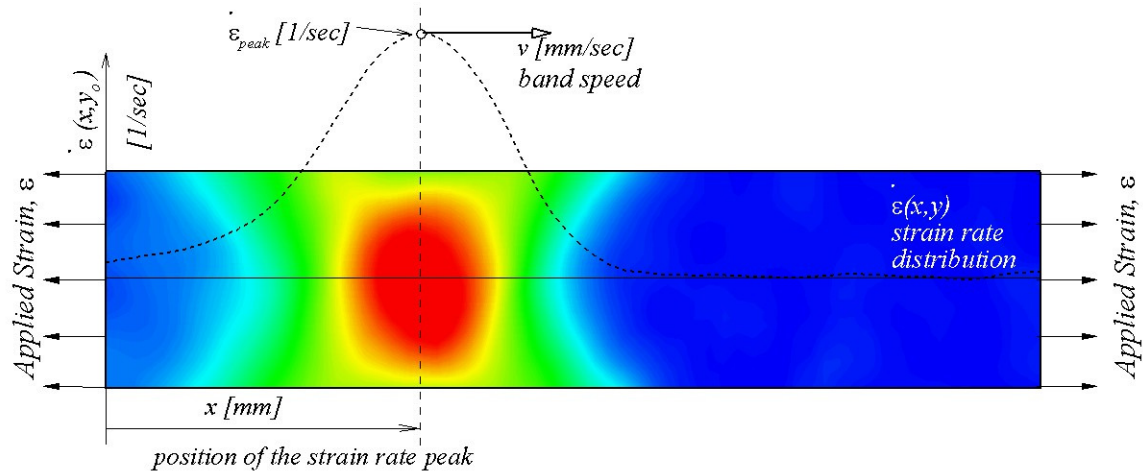 ε̇peak [1/sec]
v [mm/sec]
band speed
ε̇ (x,yo)
[1/sec]
Applied Strain, ε
ε̇(x,y)
strain rate
distribution
Applied Strain, ε
x [mm]
position of the strain rate peak